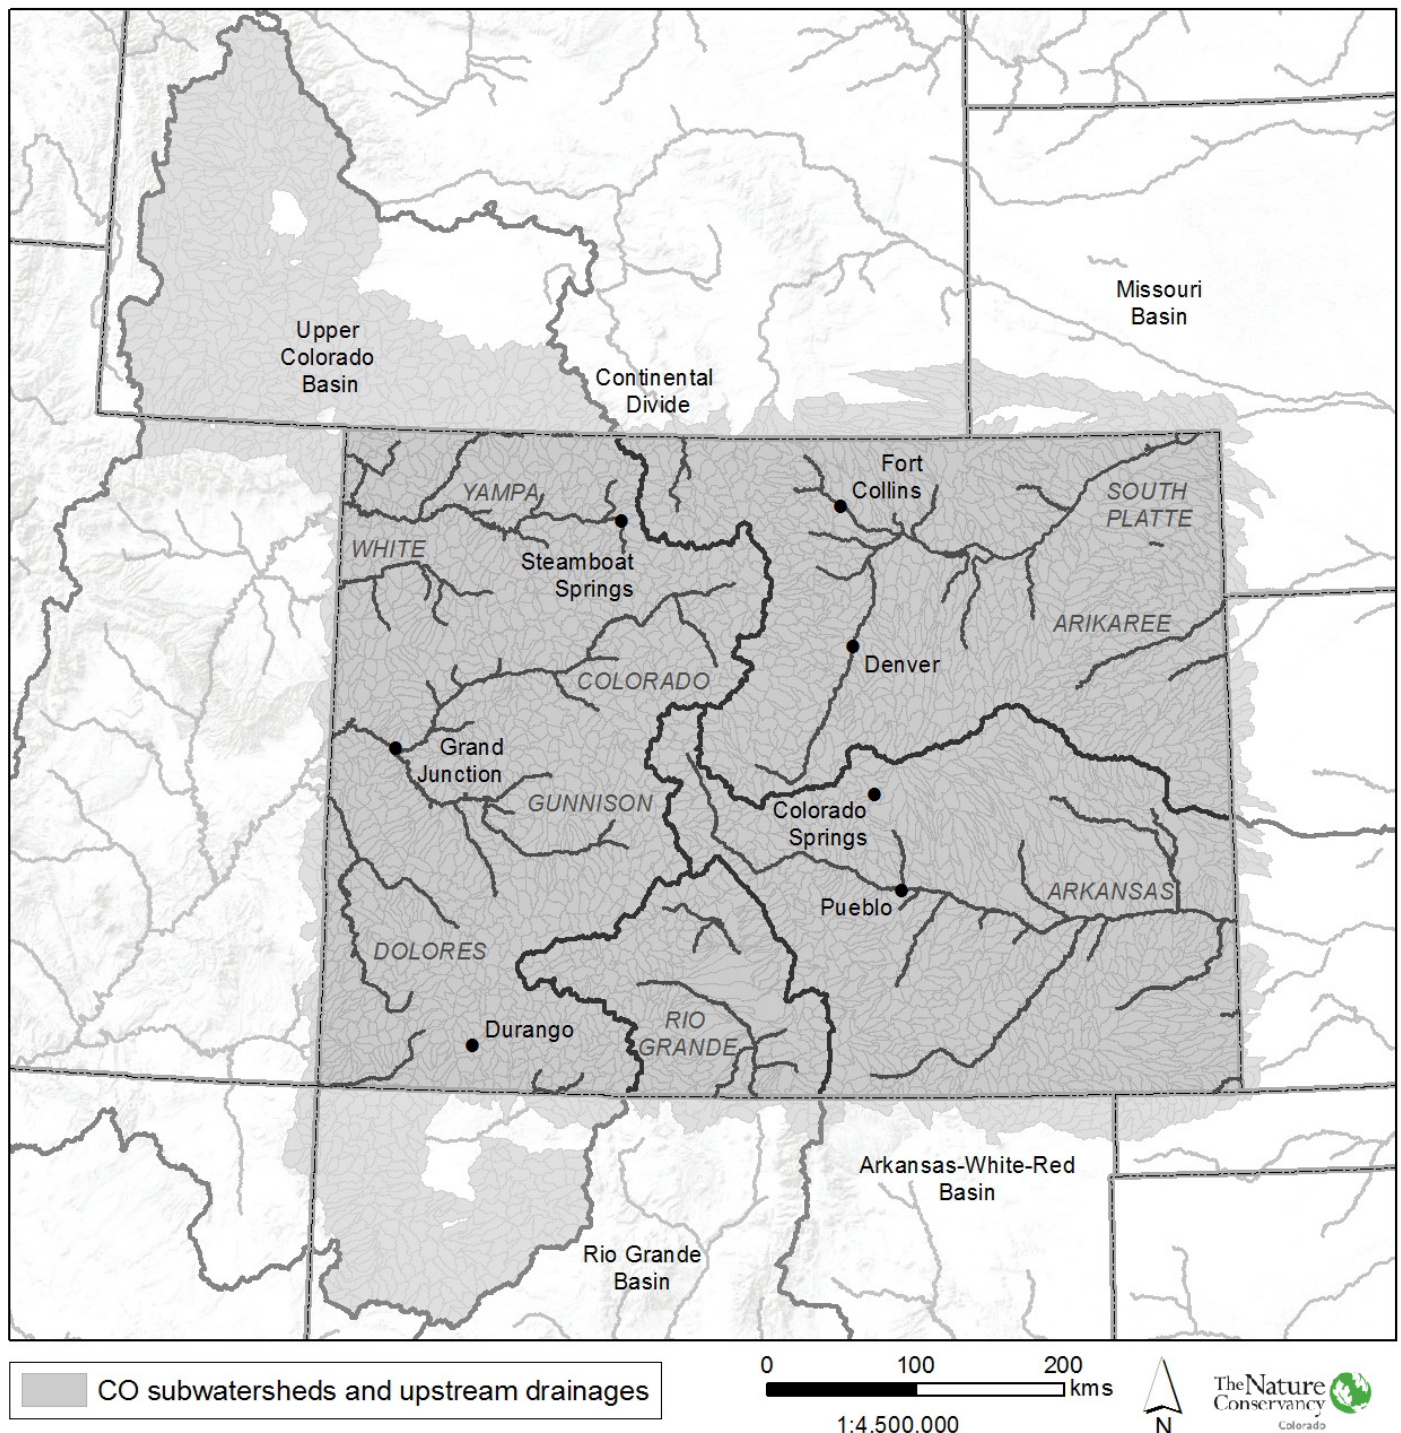 Missouri
Basin
Upper
Colorado
Basin
Continental
Divide
Fort
Collins
YAMPA
SOUTH
PLATTE
WHITE
Steamboat
Springs
ARIKAREE
Denver
COLORADO
Grand
Junction
GUNNISON
Colorado
Springs
ARKANSAS
Pueblo
DOLORES
Durango
RIO
GRANDE
Arkansas-White-Red
Basin
Rio Grande
Basin
CO subwatersheds and upstream drainages
0 100 200
kms
1:4,500,000
N
The Nature
Conservancy
Colorado